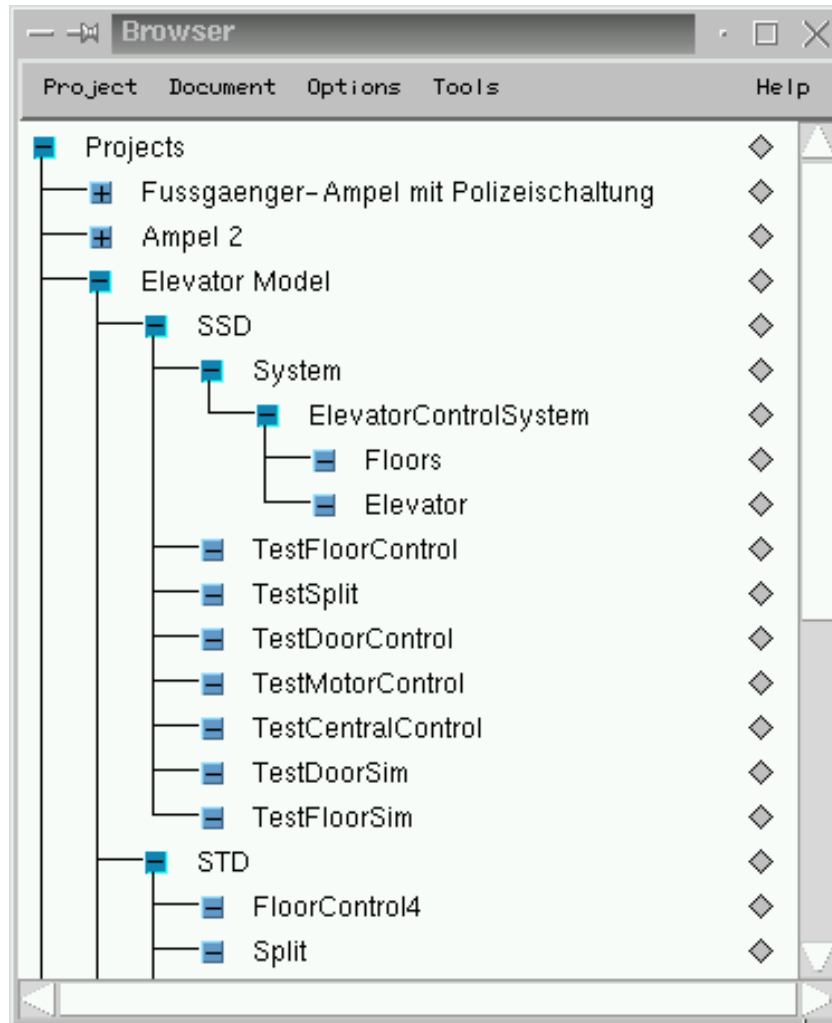 Browser
Project Document Options Tools Help
Projects
Fussgaenger-Ampel mit Polizeischaltung
Ampel 2
Elevator Model
SSD
System
ElevatorControlSystem
Floors
Elevator
TestFloorControl
TestSplit
TestDoorControl
TestMotorControl
TestCentralControl
TestDoorSim
TestFloorSim
STD
FloorControl4
Split